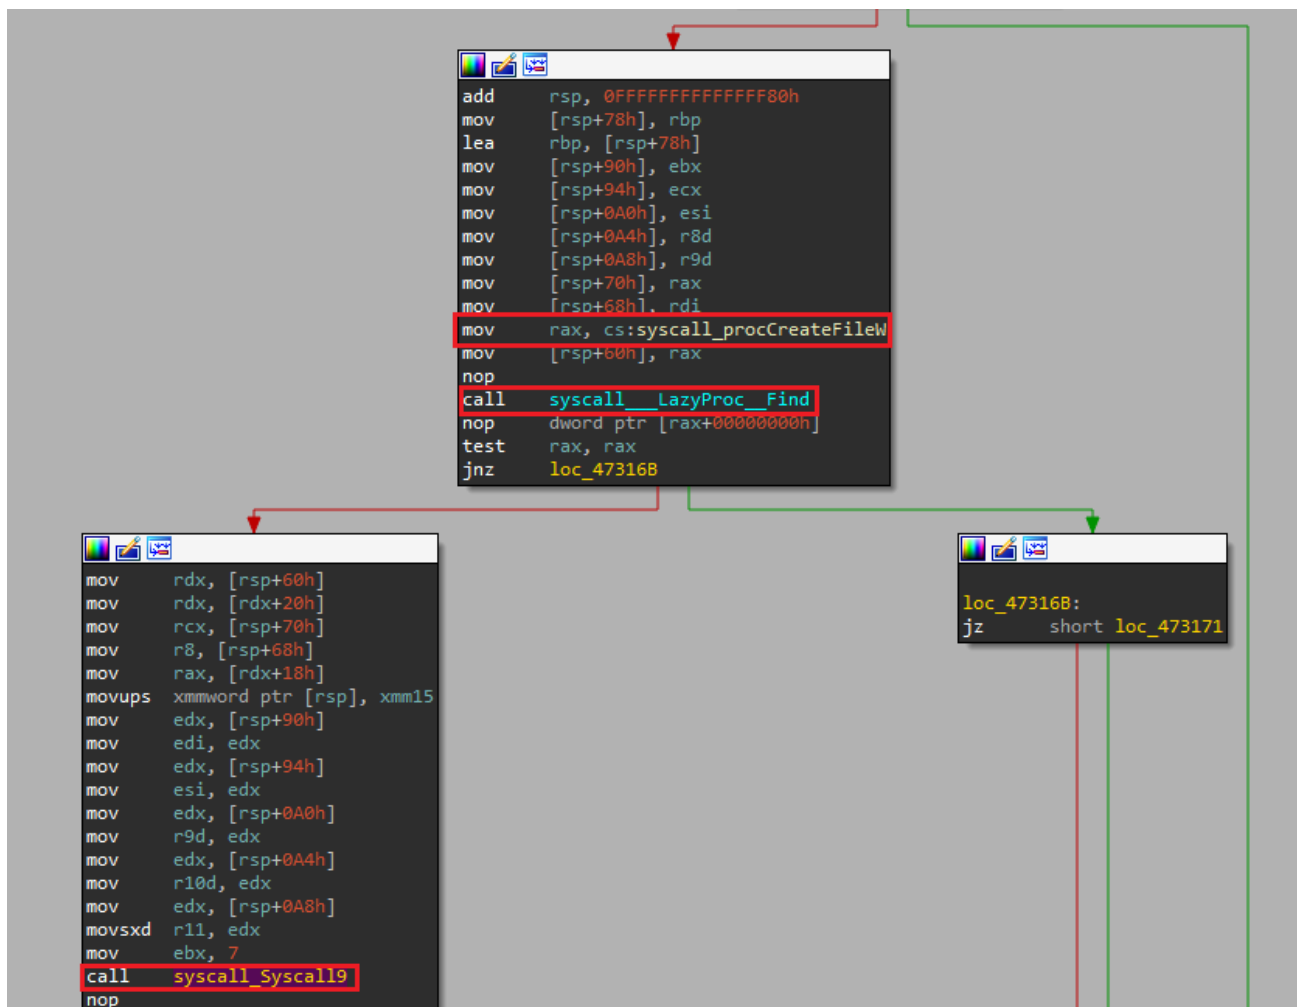 add rsp, 0FFFFFFFFFFFFFF80h
mov [rsp+78h], rbp
lea rbp, [rsp+78h]
mov [rsp+90h], ebx
mov [rsp+94h], ecx
mov [rsp+0A0h], esi
mov [rsp+0A4h], r8d
mov [rsp+0A8h], r9d
mov [rsp+70h], rax
mov [rsp+68h], rdi
mov rax, cs:syscall_procCreateFileW
mov [rsp+60h], rax
nop
call syscall___LazyProc__Find
nop dword ptr [rax+00000000h]
test rax, rax
jnz loc_47316B
mov rdx, [rsp+60h]
mov rdx, [rdx+20h]
mov rcx, [rsp+70h]
mov r8, [rsp+68h]
mov rax, [rdx+18h]
movups xmmword ptr [rsp], xmm15
mov edx, [rsp+90h]
mov edi, edx
mov edx, [rsp+94h]
mov esi, edx
mov edx, [rsp+0A0h]
mov r9d, edx
mov edx, [rsp+0A4h]
mov r10d, edx
mov edx, [rsp+0A8h]
movsxd r11, edx
mov ebx, 7
call syscall_Syscall9
nop
loc_47316B:
jz short loc_473171